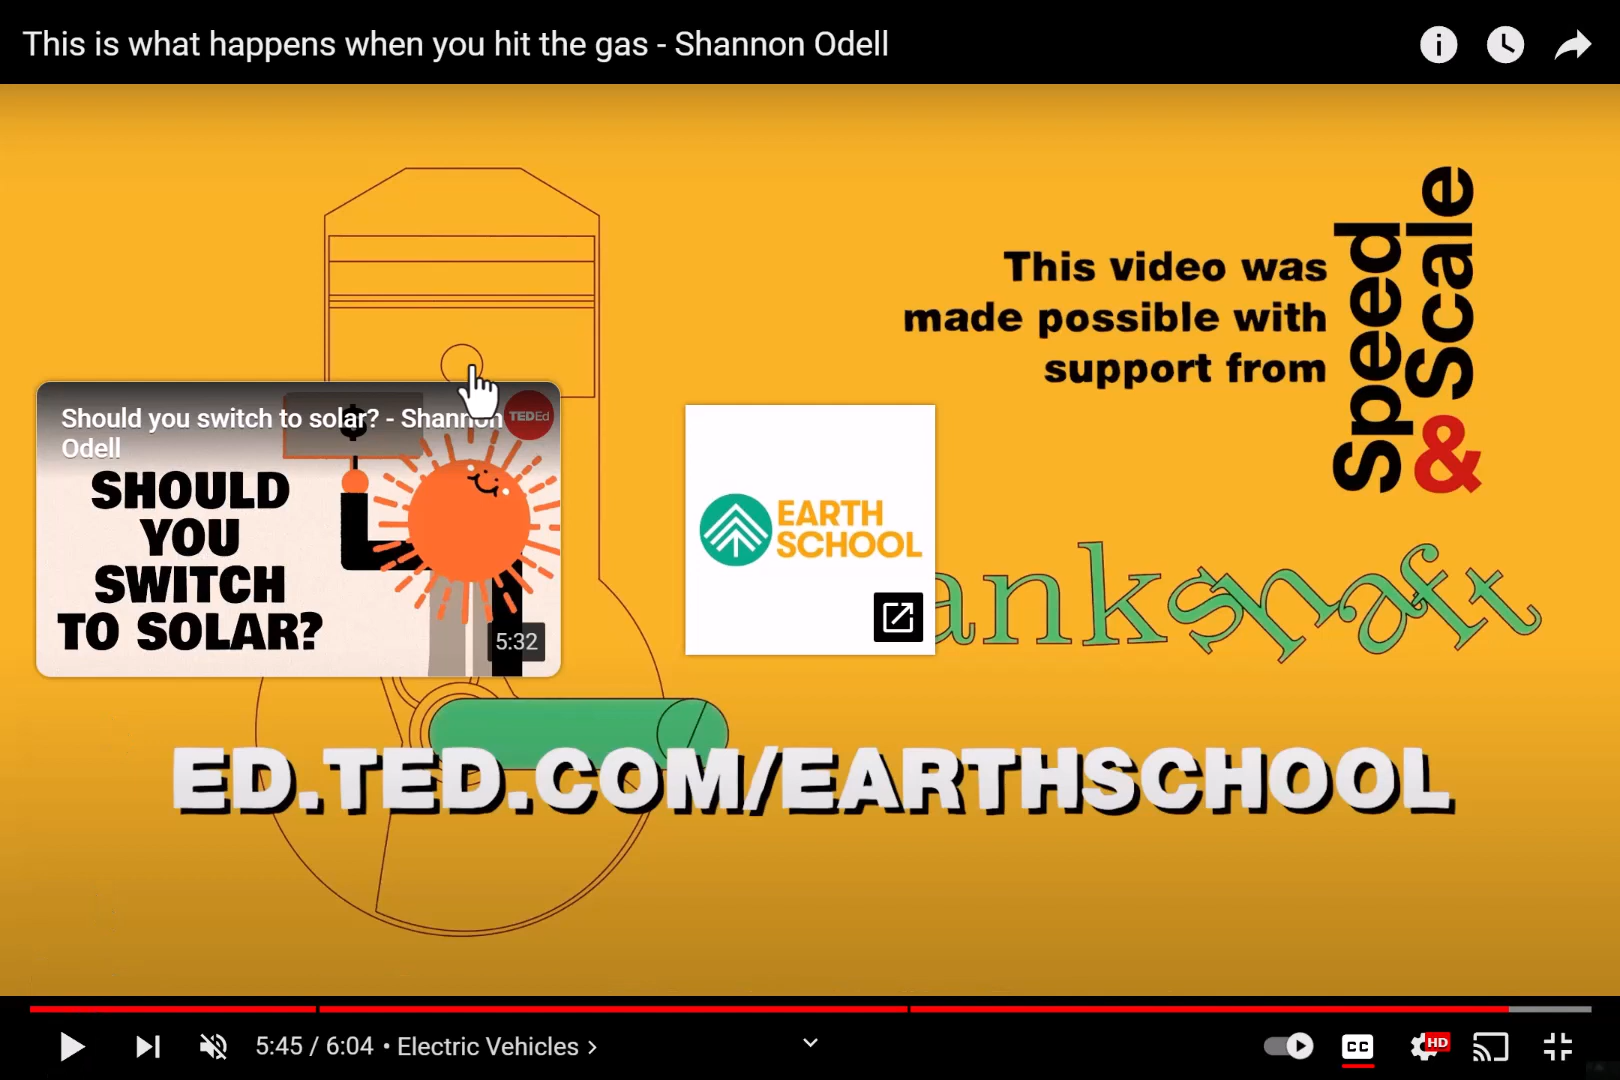 This is what happens when you hit the gas - Shannon Odell
This video was
made possible with
support from
Speed
& Scale
Should you switch to solar? - Shannon
Odell
TEDEd
SHOULD
YOU
SWITCH
TO SOLAR?
5:32
EARTH
SCHOOL
ankshaft
ED.TED.COM/EARTHSCHOOL
5:45 / 6:04 • Electric Vehicles >
CC
HD